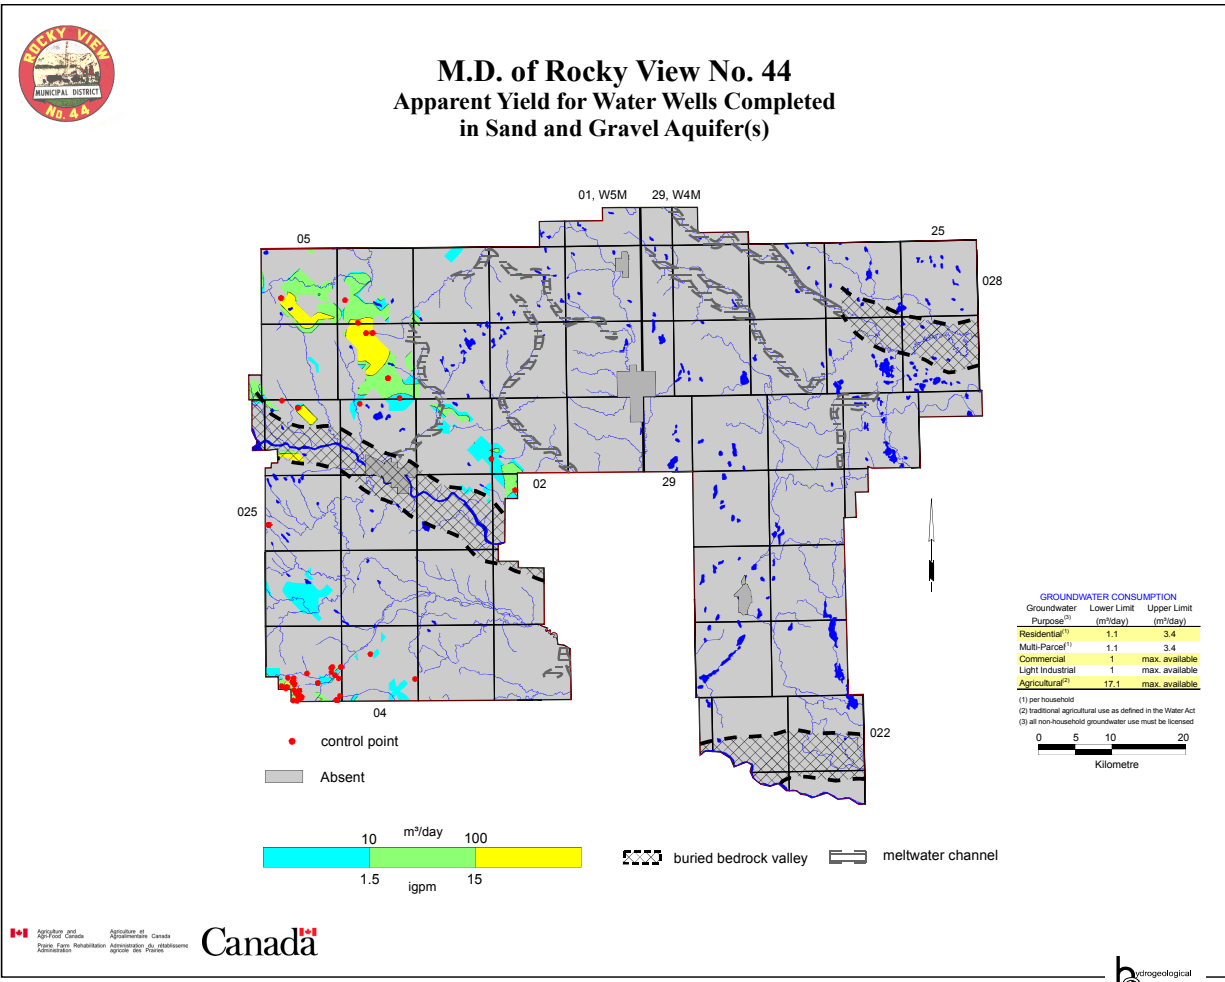 ROCKY VIEW
MUNICIPAL DISTRICT
No. 44
M.D. of Rocky View No. 44
Apparent Yield for Water Wells Completed
in Sand and Gravel Aquifer(s)
01, W5M
29, W4M
05
25
028
02
29
025
04
022
GROUNDWATER CONSUMPTION
Groundwater Lower Limit Upper Limit
Purpose(3) (m³/day) (m³/day)
Residential(1) 1.1 3.4
Multi-Parcel(1) 1.1 3.4
Commercial 1 max. available
Light Industrial 1 max. available
Agricultural(2) 17.1 max. available
(1) per household
(2) traditional agricultural use as defined in the Water Act
(3) all non-household groundwater use must be licensed
0 5 10 20
Kilometre
control point
Absent
10 m³/day 100
1.5 igpm 15
buried bedrock valley
meltwater channel
Agriculture and Agriculture et
Agri-Food Canada Agroalimentaire Canada
Prairie Farm Rehabilitation Administration du rétablisseme
Administration agricole des Prairies
Canada
hydrogeological